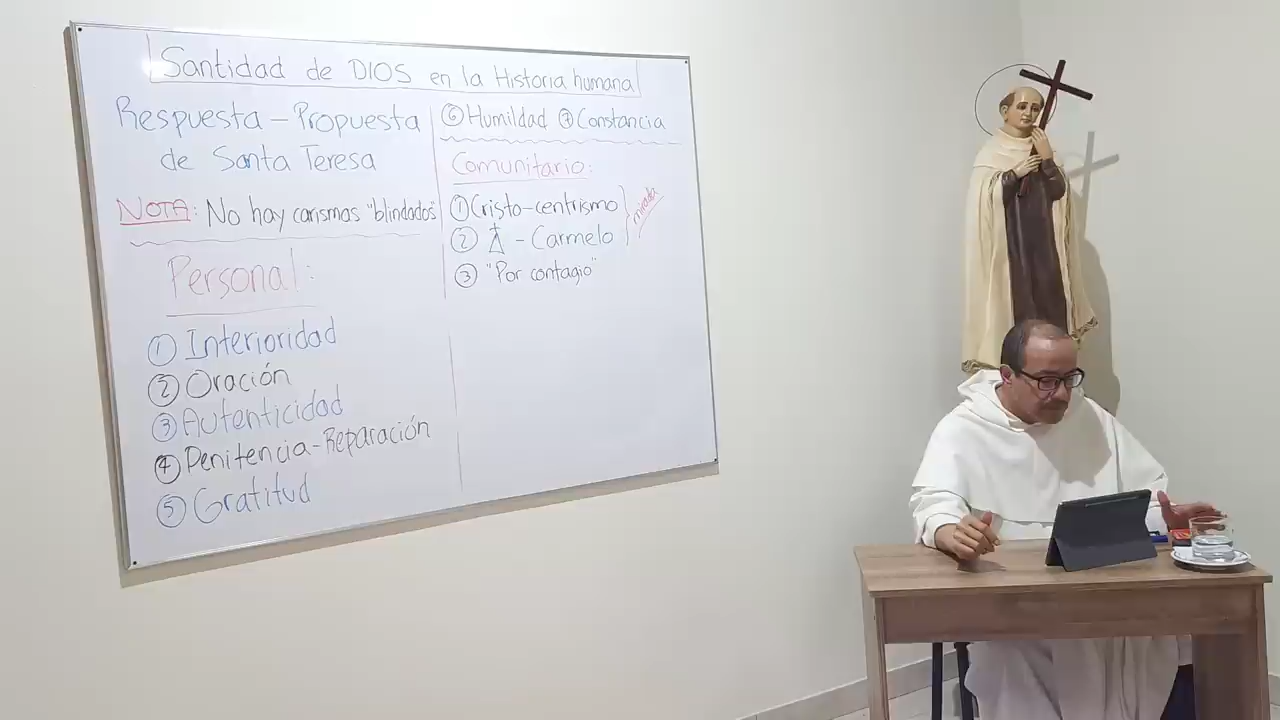 Santidad de DIOS en la Historia humana
Respuesta - Propuesta
de Santa Teresa
NOTA: No hay carismas "blindados"
Personal:
① Interioridad
② Oración
③ Autenticidad
④ Penitencia-Reparación
⑤ Gratitud
⑥ Humildad ⑦ Constancia
Comunitario:
① Cristo-centrismo
② - Carmelo
mirada
③ "Por contagio"